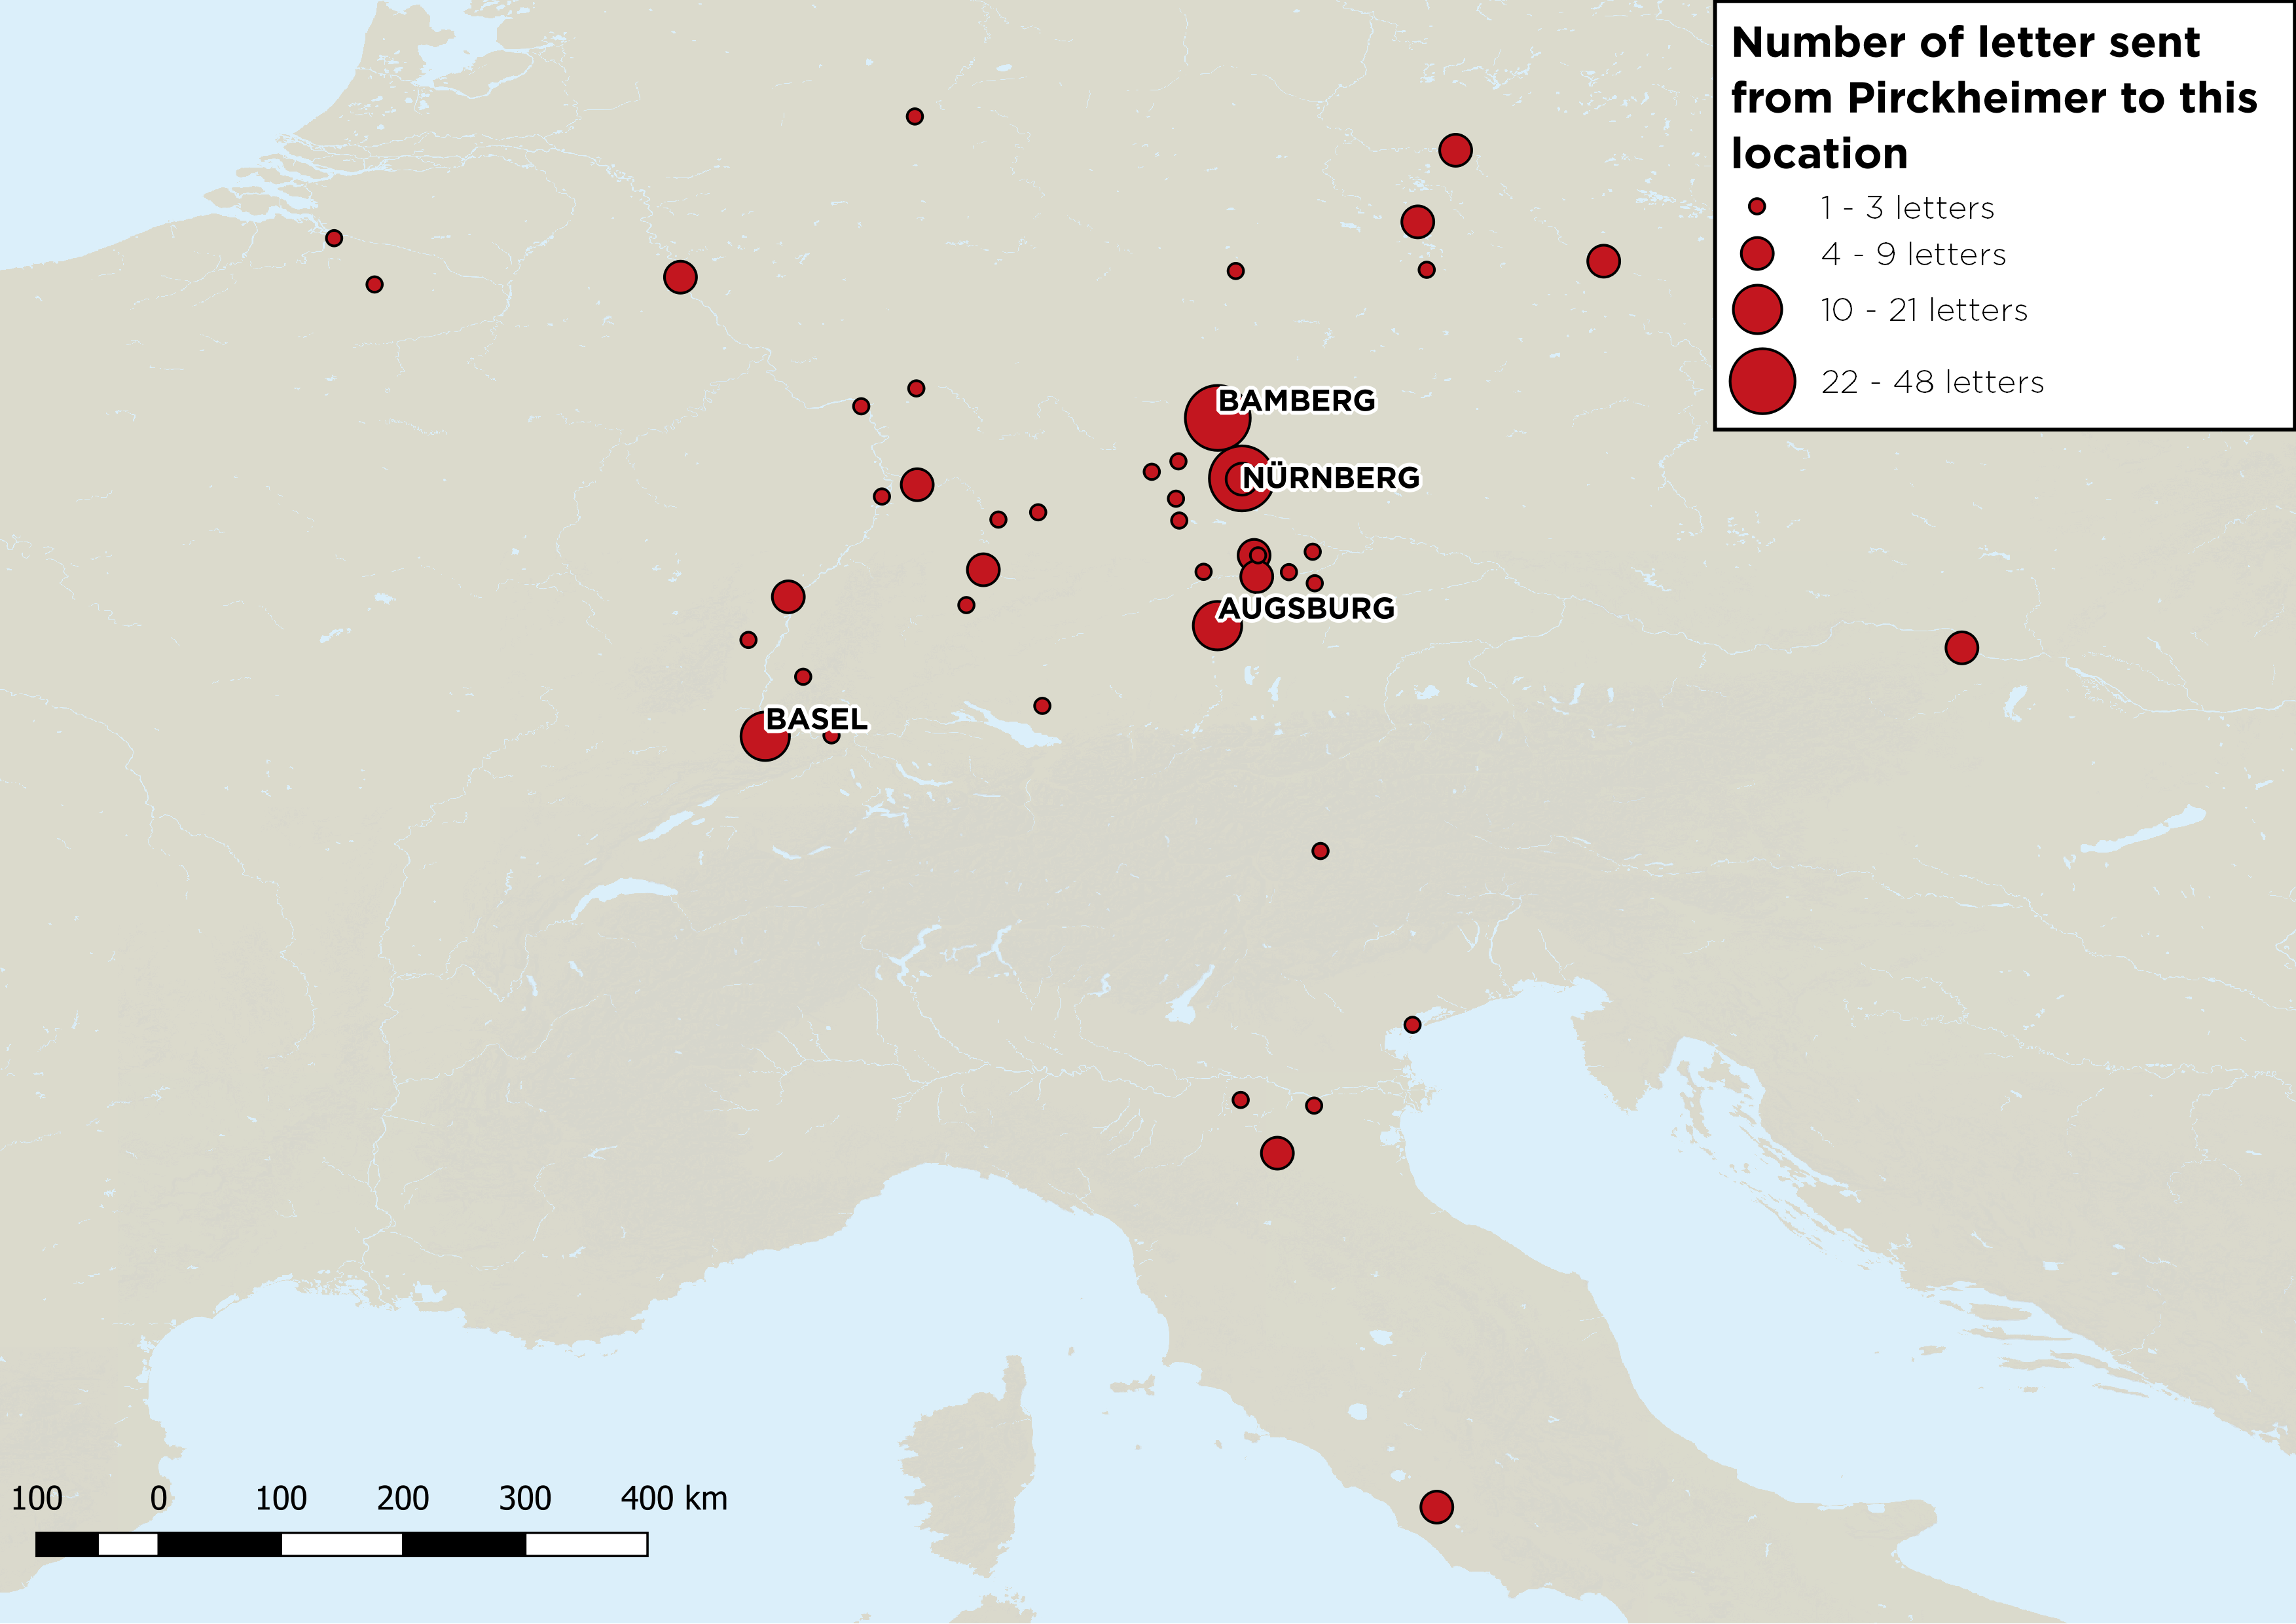 Number of letter sent
from Pirckheimer to this
location
1 - 3 letters
4 - 9 letters
10 - 21 letters
22 - 48 letters
BAMBERG
NÜRNBERG
AUGSBURG
BASEL
100 0 100 200 300 400 km